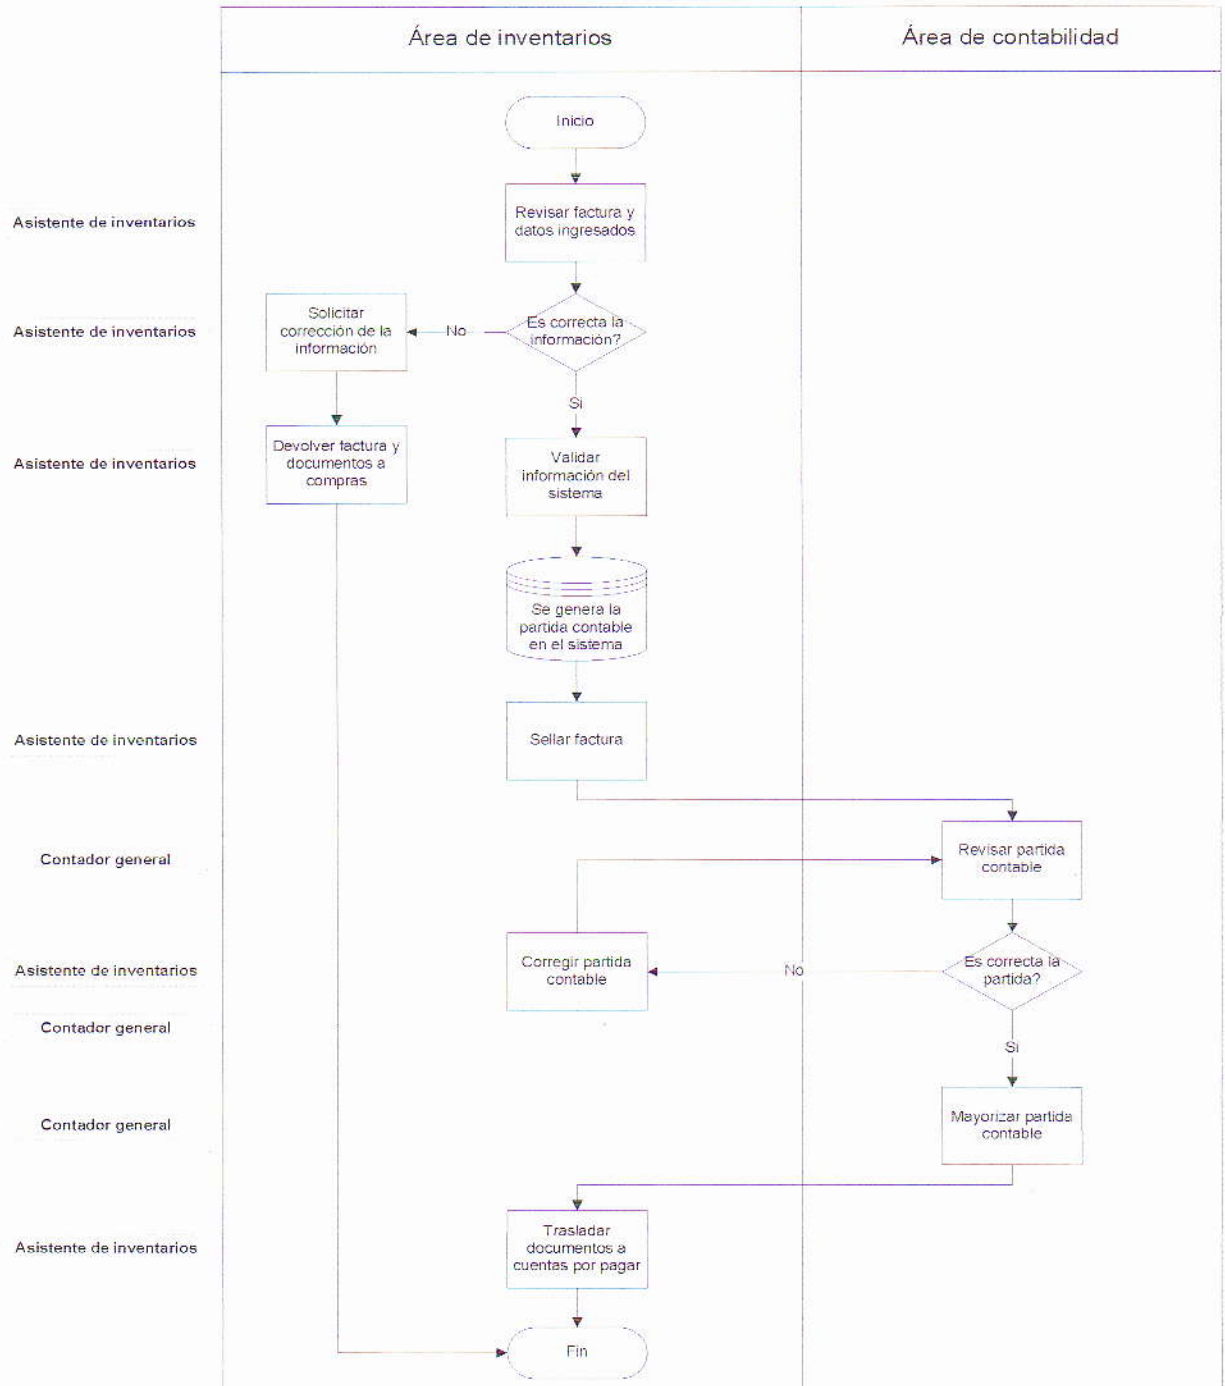 Área de inventarios
Área de contabilidad
Inicio
Asistente de inventarios
Revisar factura y
datos ingresados
Asistente de inventarios
Solicitar
corrección de la
información
No
Es correcta la
información?
Si
Asistente de inventarios
Devolver factura y
documentos a
compras
Validar
información del
sistema
Se genera la
partida contable
en el sistema
Asistente de inventarios
Sellar factura
Contador general
Revisar partida
contable
Asistente de inventarios
Corregir partida
contable
No
Es correcta la
partida?
Contador general
Si
Contador general
Mayorizar partida
contable
Asistente de inventarios
Trasladar
documentos a
cuentas por pagar
Fin